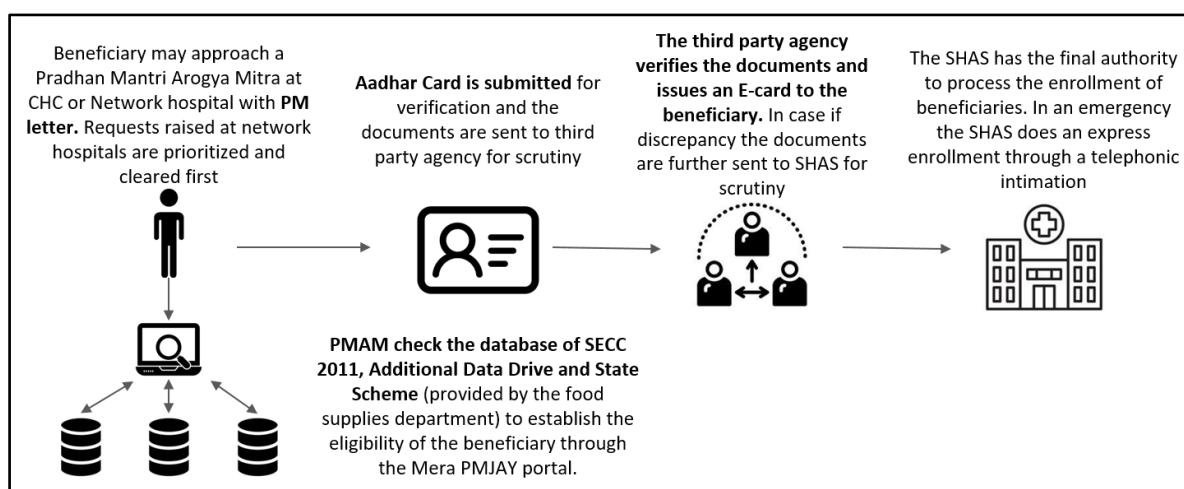 Beneficiary may approach a
Pradhan Mantri Arogya Mitra at
CHC or Network hospital with PM
letter. Requests raised at network
hospitals are prioritized and
cleared first
Aadhar Card is submitted for
verification and the
documents are sent to third
party agency for scrutiny
The third party agency
verifies the documents and
issues an E-card to the
beneficiary. In case if
discrepancy the documents
are further sent to SHAS for
scrutiny
The SHAS has the final authority
to process the enrollment of
beneficiaries. In an emergency
the SHAS does an express
enrollment through a telephonic
intimation
PMAM check the database of SECC
2011, Additional Data Drive and State
Scheme (provided by the food
supplies department) to establish the
eligibility of the beneficiary through
the Mera PMJAY portal.